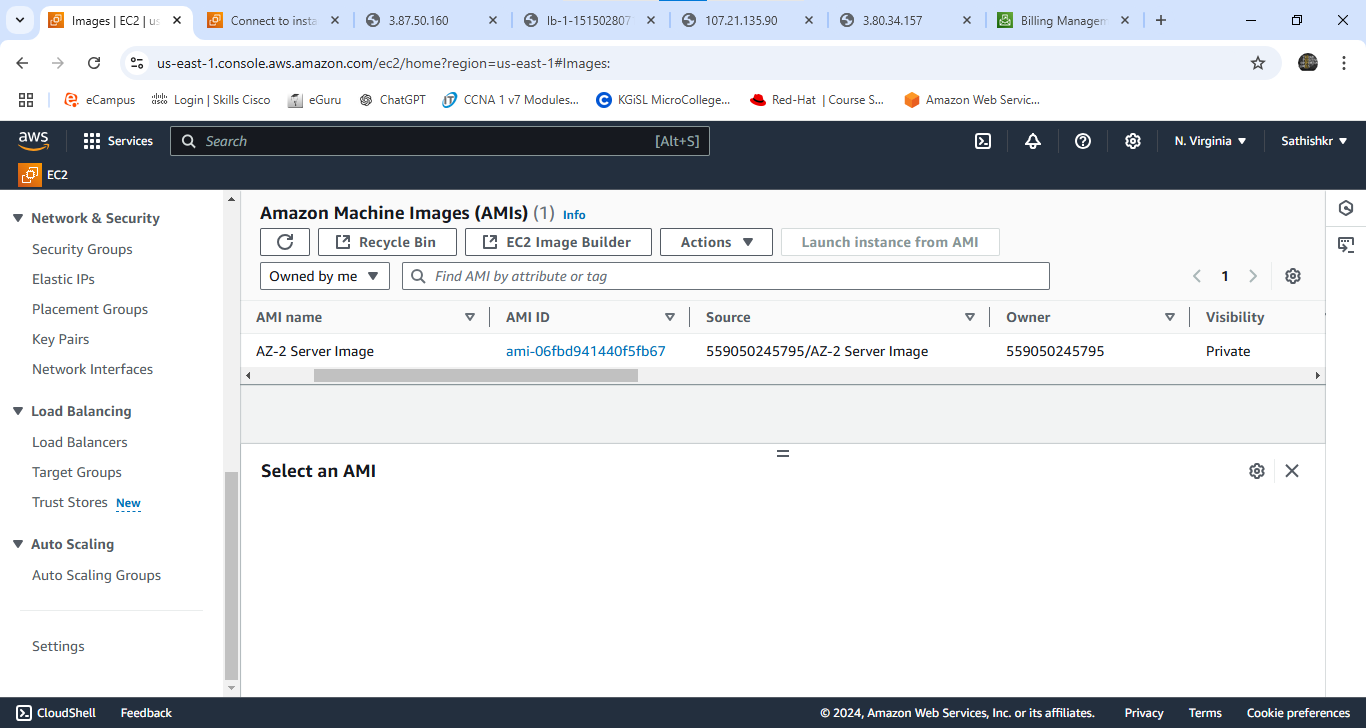 Images | EC2 | us
Connect to insta
3.87.50.160
lb-1-151502807
107.21.135.90
3.80.34.157
Billing Managem
us-east-1.console.aws.amazon.com/ec2/home?region=us-east-1#Images:
eCampus
Login | Skills Cisco
eGuru
ChatGPT
CCNA 1 v7 Modules...
KGiSL MicroCollege...
Red-Hat | Course S...
Amazon Web Servic...
aws
Services
Search
[Alt+S]
N. Virginia
Sathishkr
EC2
Network & Security
Security Groups
Elastic IPs
Placement Groups
Key Pairs
Network Interfaces
Load Balancing
Load Balancers
Target Groups
Trust Stores New
Auto Scaling
Auto Scaling Groups
Settings
Amazon Machine Images (AMIs) (1) Info
Recycle Bin
EC2 Image Builder
Actions
Launch instance from AMI
Owned by me
Find AMI by attribute or tag
1
AMI name
AMI ID
Source
Owner
Visibility
AZ-2 Server Image
ami-06fbd941440f5fb67
559050245795/AZ-2 Server Image
559050245795
Private
Select an AMI
CloudShell
Feedback
© 2024, Amazon Web Services, Inc. or its affiliates.
Privacy
Terms
Cookie preferences